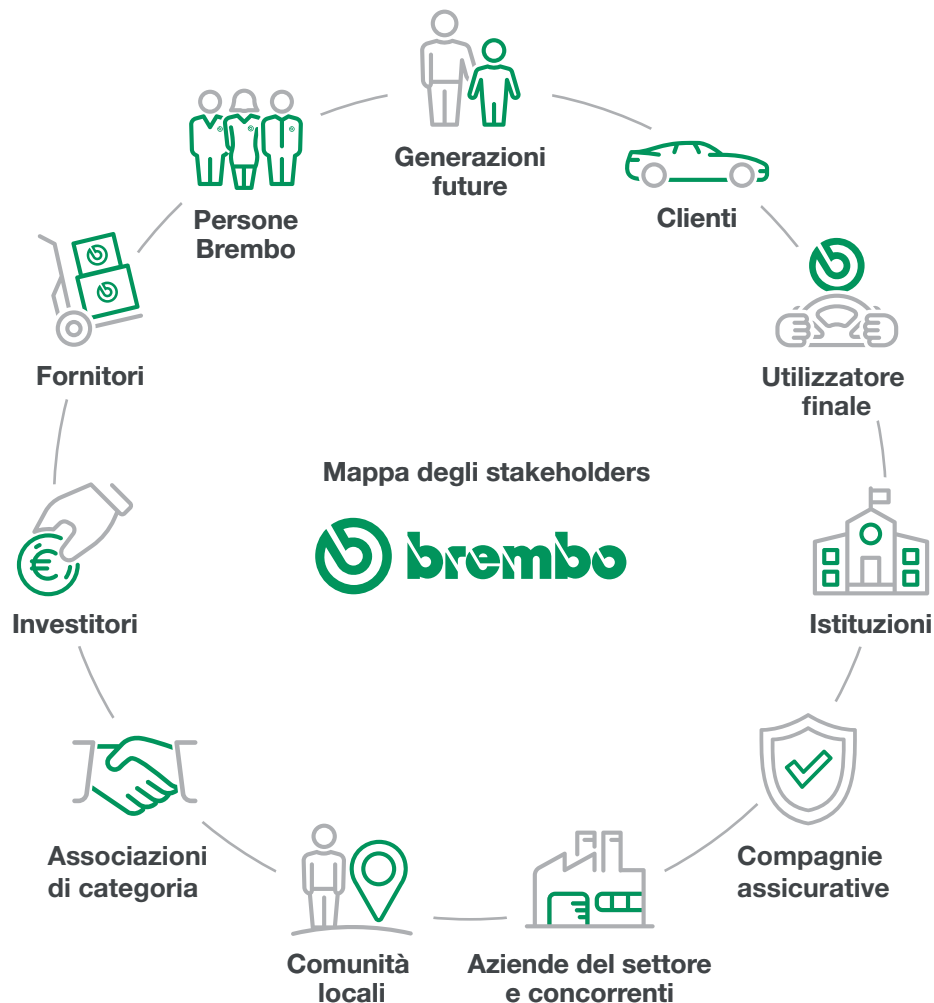 Generazioni
future
Clienti
Persone
Brembo
Utilizzatore
finale
Fornitori
Mappa degli stakeholders
brembo
Investitori
Istituzioni
Associazioni
di categoria
Compagnie
assicurative
Comunità
locali
Aziende del settore
e concorrenti